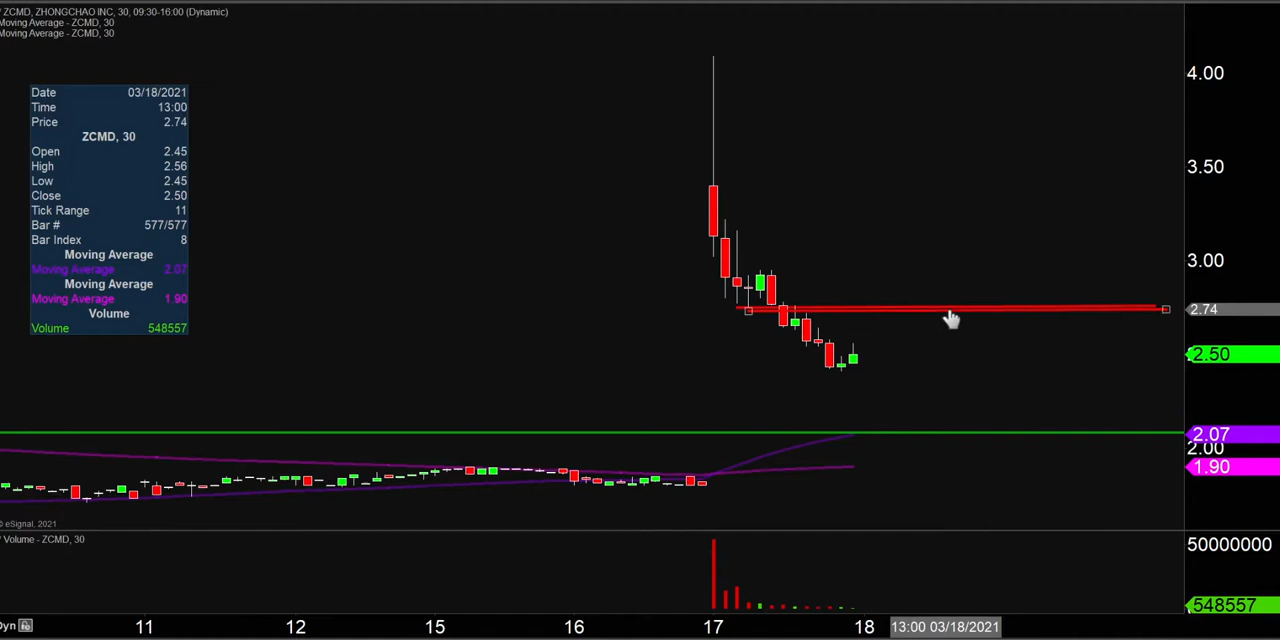 ' ZCMD, ZHONGCHAO INC, 30, 09:30-16:00 (Dynamic)
Moving Average - ZCMD, 30
Moving Average - ZCMD, 30
Date 03/18/2021
Time 13:00
Price 2.74
ZCMD, 30
Open 2.45
High 2.56
Low 2.45
Close 2.50
Tick Range 11
Bar # 577/577
Bar Index 8
Moving Average
Moving Average 2.07
Moving Average
Moving Average 1.90
Volume
Volume 548557
4.00
3.50
3.00
2.74
2.50
2.07
2.00
1.90
© eSignal, 2021
' Volume - ZCMD, 30
50000000
548557
Dyn 11 12 15 16 17 18 13:00 03/18/2021